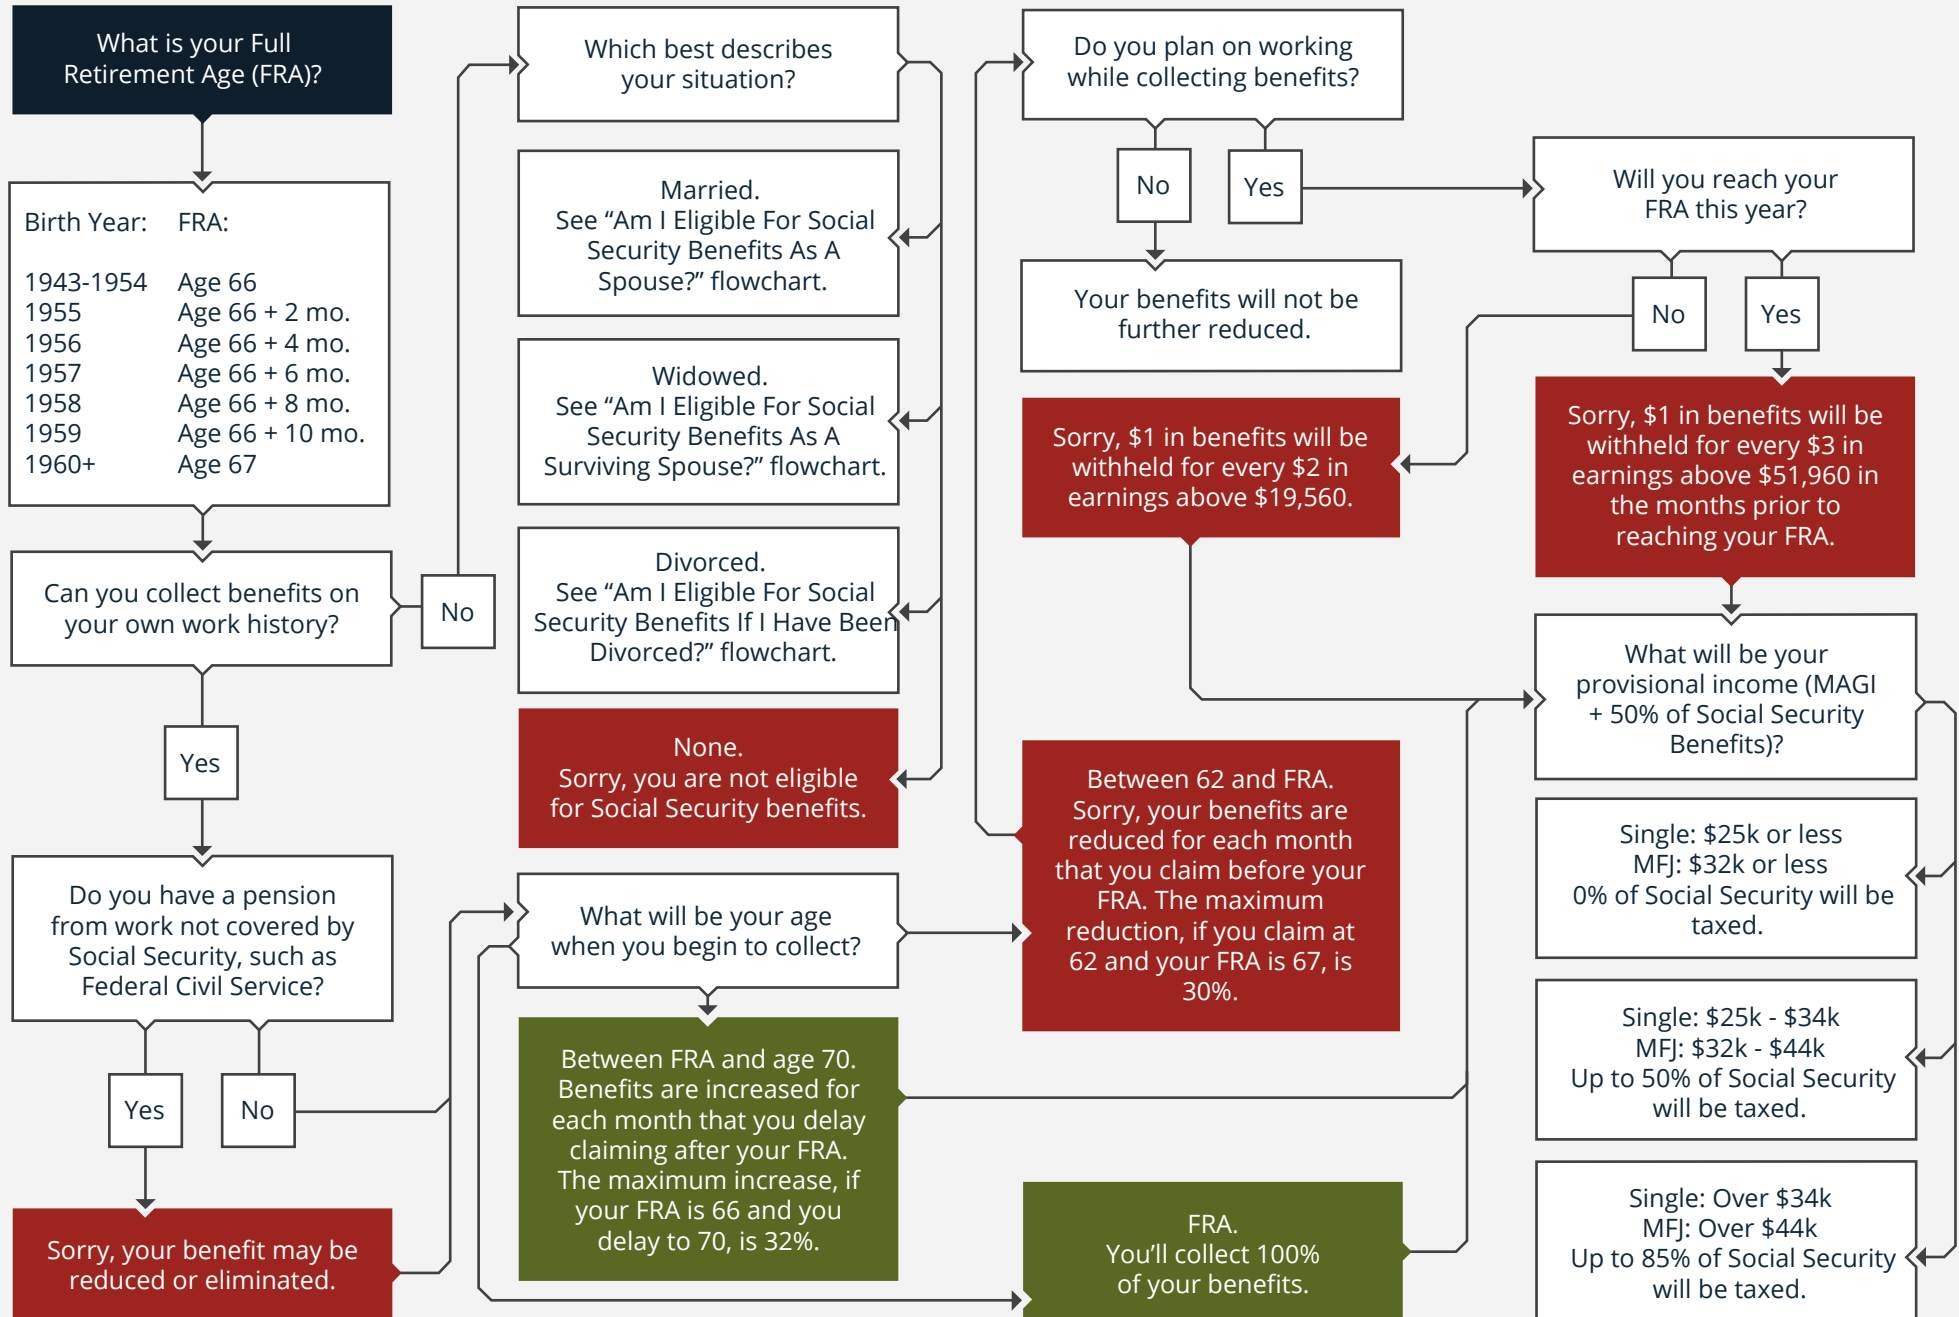 What is your Full
Retirement Age (FRA)?
Birth Year: FRA:
1943-1954 Age 66
1955 Age 66 + 2 mo.
1956 Age 66 + 4 mo.
1957 Age 66 + 6 mo.
1958 Age 66 + 8 mo.
1959 Age 66 + 10 mo.
1960+ Age 67
Can you collect benefits on
your own work history?
No
Yes
Do you have a pension
from work not covered by
Social Security, such as
Federal Civil Service?
Yes
No
Sorry, your benefit may be
reduced or eliminated.
Which best describes
your situation?
Married.
See “Am I Eligible For Social
Security Benefits As A
Spouse?” flowchart.
Widowed.
See “Am I Eligible For Social
Security Benefits As A
Surviving Spouse?” flowchart.
Divorced.
See “Am I Eligible For Social
Security Benefits If I Have Been
Divorced?” flowchart.
None.
Sorry, you are not eligible
for Social Security benefits.
What will be your age
when you begin to collect?
Between FRA and age 70.
Benefits are increased for
each month that you delay
claiming after your FRA.
The maximum increase, if
your FRA is 66 and you
delay to 70, is 32%.
Do you plan on working
while collecting benefits?
No
Yes
Your benefits will not be
further reduced.
Sorry, $1 in benefits will be
withheld for every $2 in
earnings above $19,560.
Between 62 and FRA.
Sorry, your benefits are
reduced for each month
that you claim before your
FRA. The maximum
reduction, if you claim at
62 and your FRA is 67, is
30%.
FRA.
You’ll collect 100%
of your benefits.
Will you reach your
FRA this year?
No
Yes
Sorry, $1 in benefits will be
withheld for every $3 in
earnings above $51,960 in
the months prior to
reaching your FRA.
What will be your
provisional income (MAGI
+ 50% of Social Security
Benefits)?
Single: $25k or less
MFJ: $32k or less
0% of Social Security will be
taxed.
Single: $25k - $34k
MFJ: $32k - $44k
Up to 50% of Social Security
will be taxed.
Single: Over $34k
MFJ: Over $44k
Up to 85% of Social Security
will be taxed.